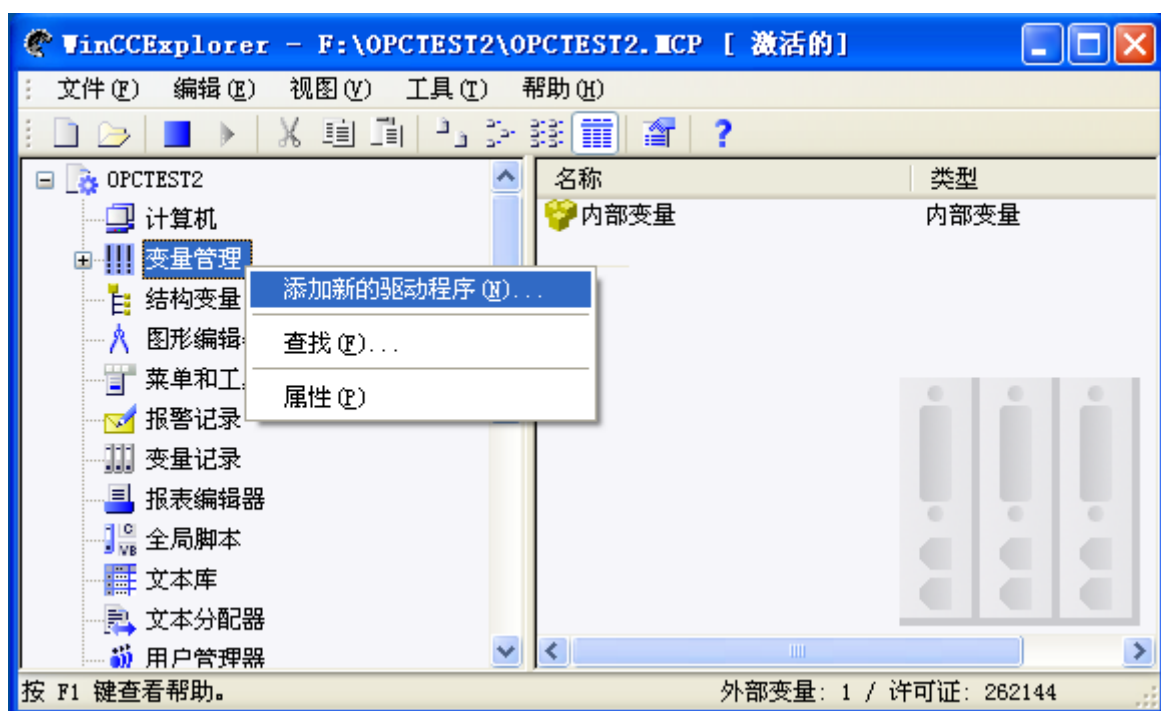 WinCCExplorer - F:\OPCTEST2\OPCTEST2.MCP [ 激活的]
文件(F) 编辑(E) 视图(V) 工具(T) 帮助(H)
OPCTEST2
名称 类型
计算机
内部变量 内部变量
变量管理
添加新的驱动程序(N)...
结构变量
图形编辑
查找(F)...
菜单和工
属性(P)
报警记录
变量记录
报表编辑器
全局脚本
文本库
文本分配器
用户管理器
按 F1 键查看帮助。 外部变量: 1 / 许可证: 262144